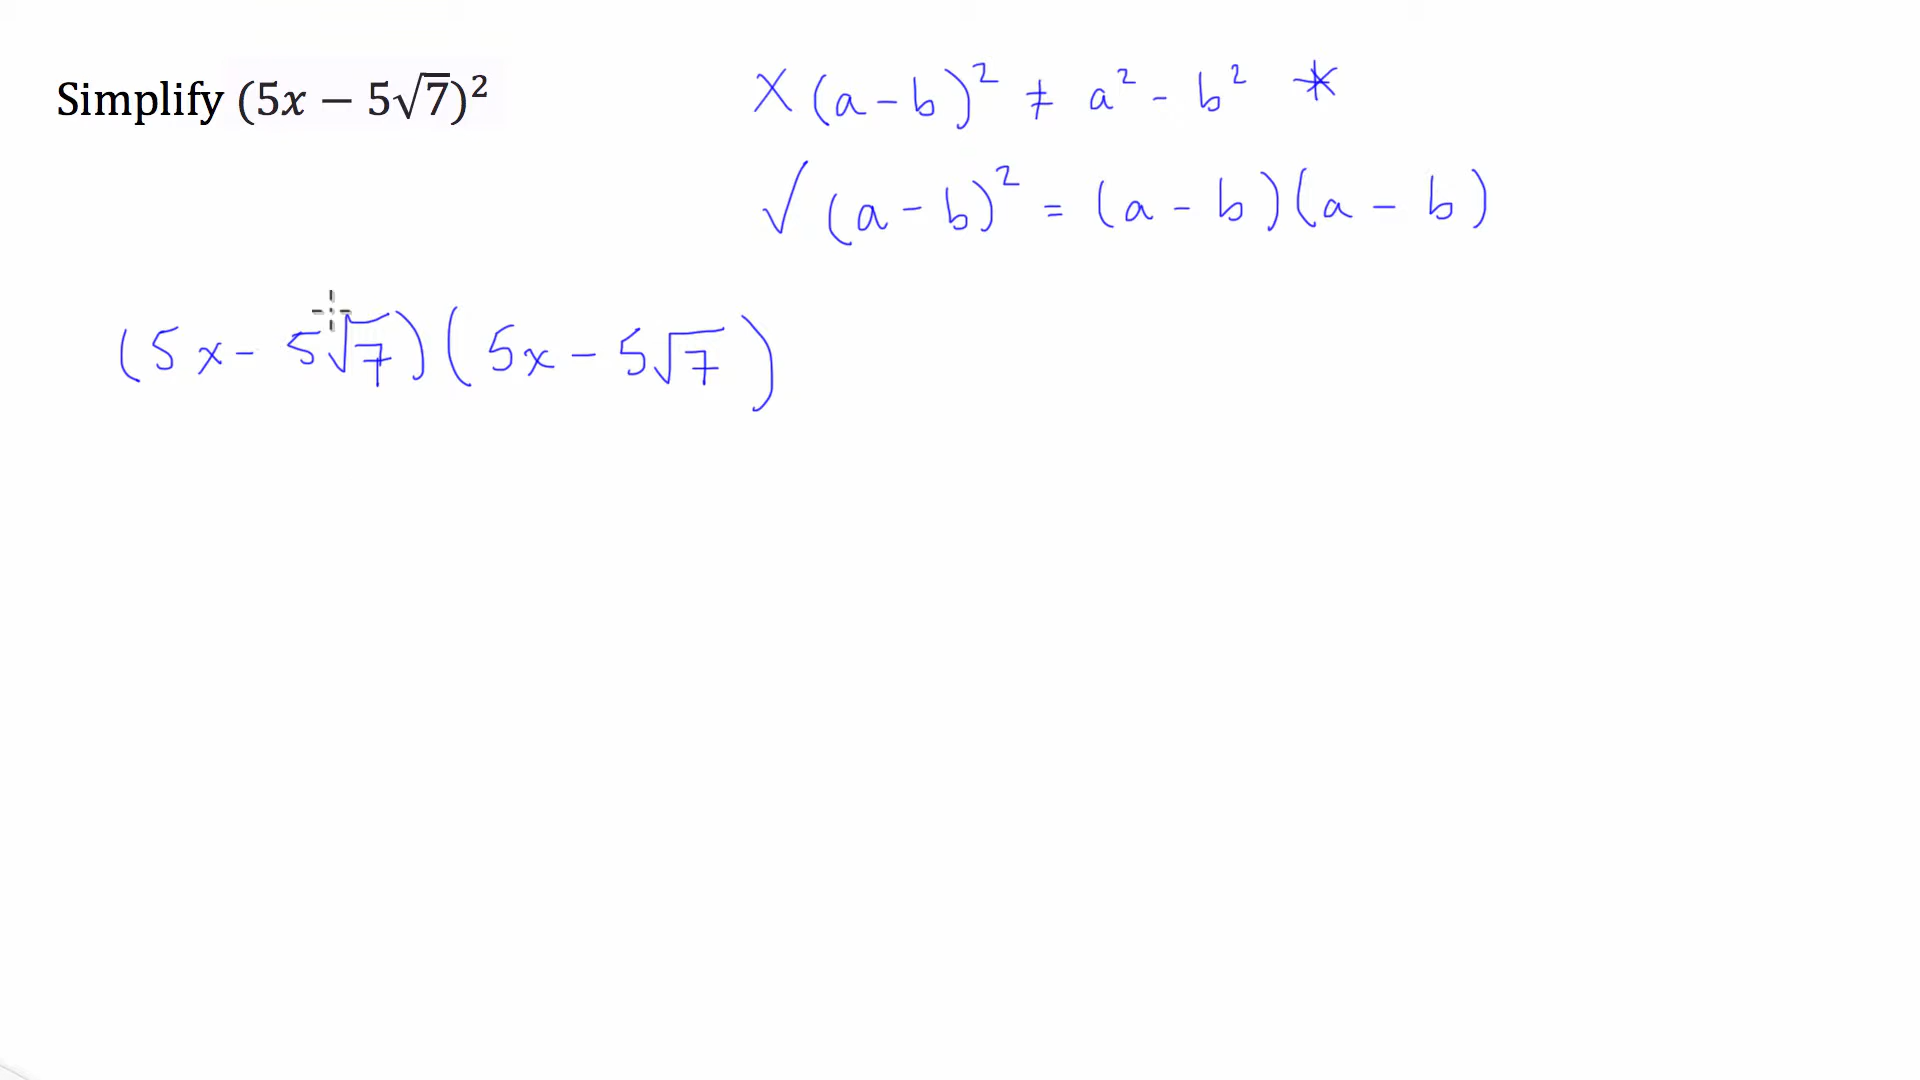 Simplify (5x − 5√7)²
X (a - b)² ≠ a² - b² *
√ (a - b)² = (a - b)(a - b)
(5x - 5√7)(5x - 5√7)